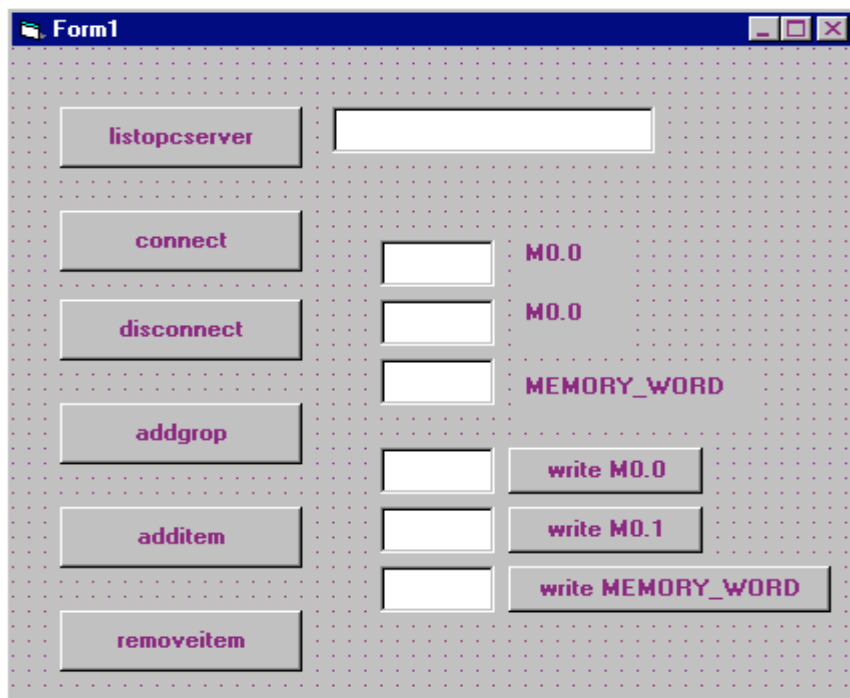 Form1
listopcserver
connect
M0.0
disconnect
M0.0
MEMORY_WORD
addgrop
write M0.0
additem
write M0.1
write MEMORY_WORD
removeitem